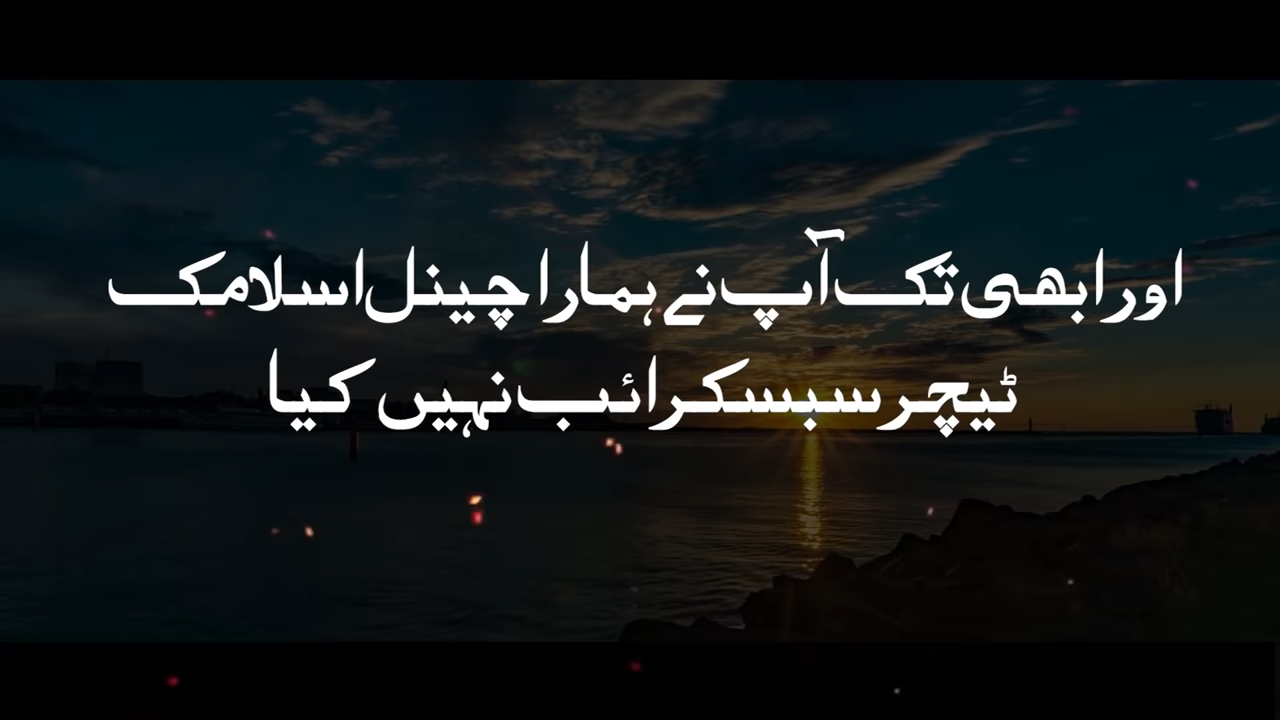 اور ابھی تک آپ نے ہمارا چینل اسلامک
ٹیچر سبسکرائب نہیں کیا